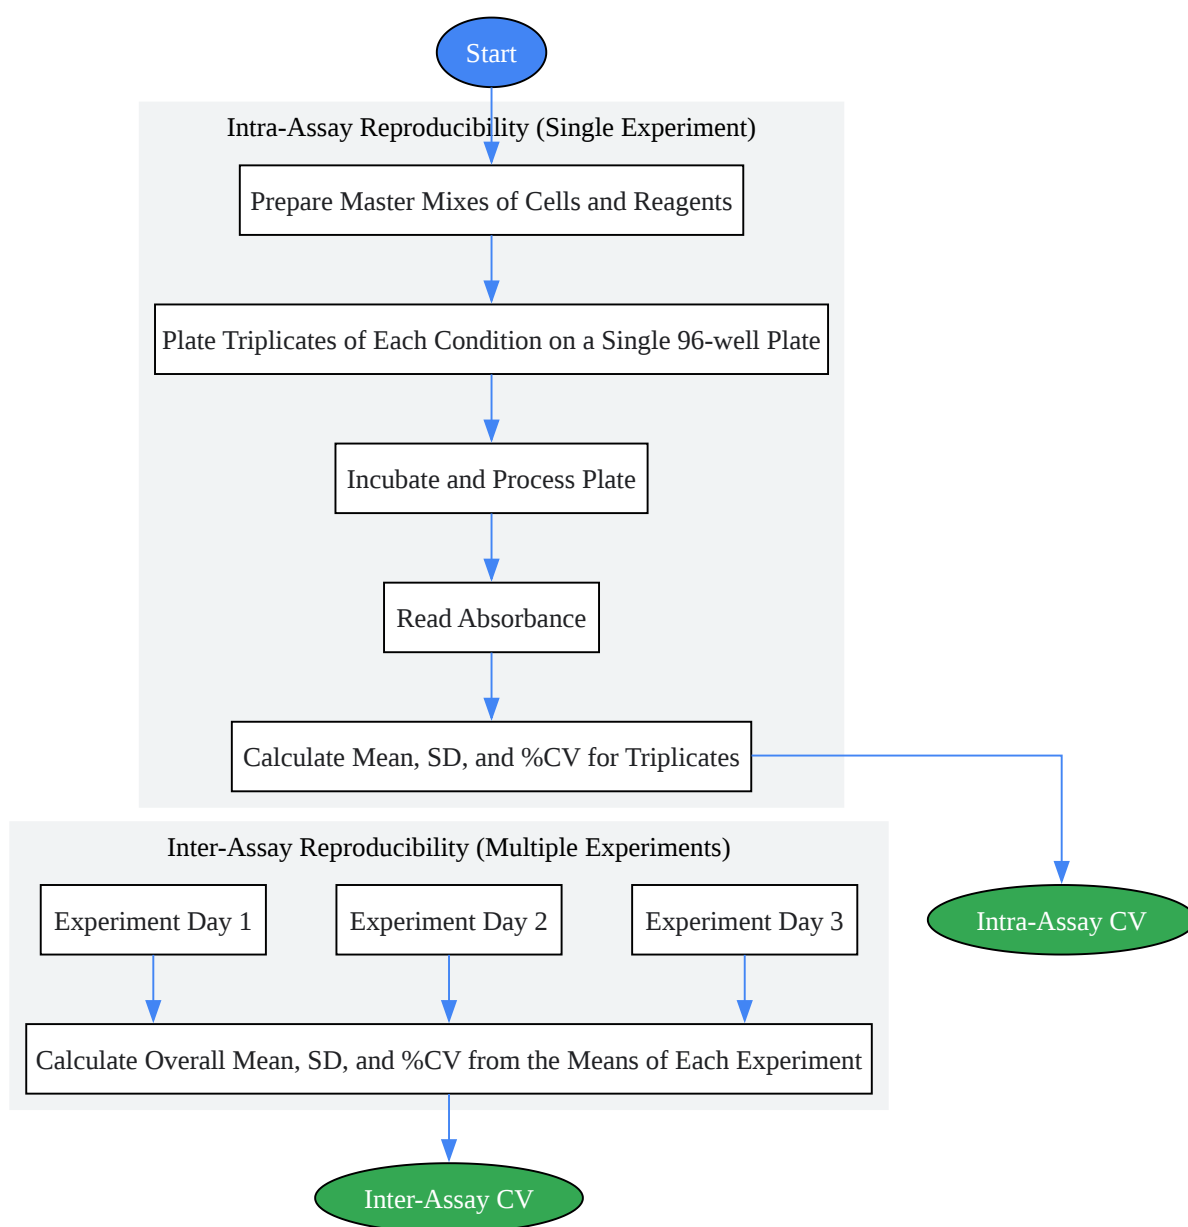 Start
Intra-Assay Reproducibility (Single Experiment)
Prepare Master Mixes of Cells and Reagents
Plate Triplicates of Each Condition on a Single 96-well Plate
Incubate and Process Plate
Read Absorbance
Calculate Mean, SD, and %CV for Triplicates
Inter-Assay Reproducibility (Multiple Experiments)
Experiment Day 1
Experiment Day 2
Experiment Day 3
Intra-Assay CV
Calculate Overall Mean, SD, and %CV from the Means of Each Experiment
Inter-Assay CV